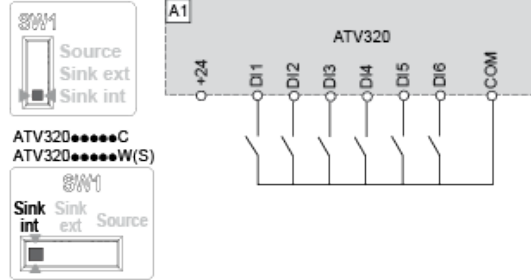 SW1
Source
Sink ext
Sink int
ATV320●●●●●C
ATV320●●●●●W(S)
SW1
Sink int
Sink ext
Source
A1
ATV320
+24
DI1
DI2
DI3
DI4
DI5
DI6
COM